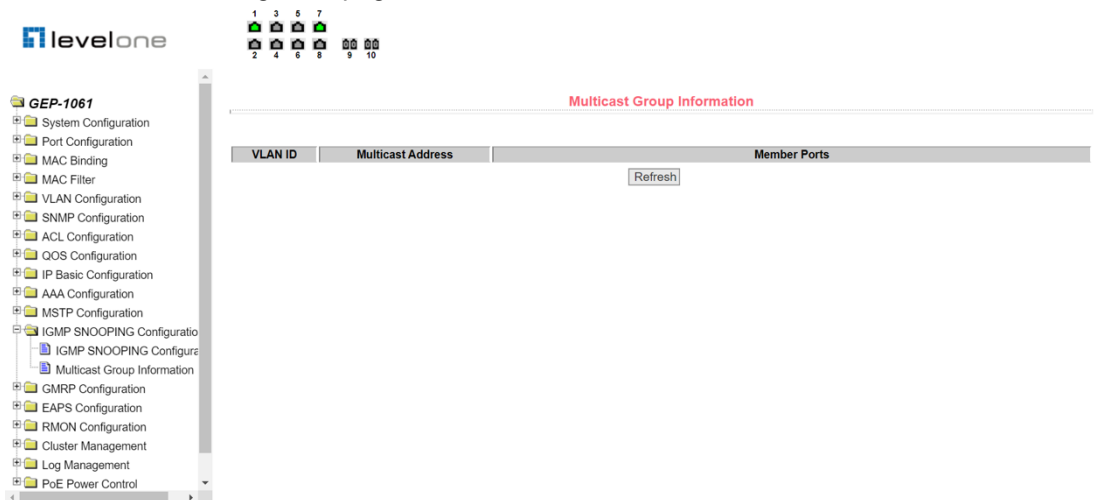 1 3 5 7
levelone
2 4 6 8 9 10
GEP-1061
System Configuration
Port Configuration
MAC Binding
MAC Filter
VLAN Configuration
SNMP Configuration
ACL Configuration
QOS Configuration
IP Basic Configuration
AAA Configuration
MSTP Configuration
IGMP SNOOPING Configuratio
IGMP SNOOPING Configura
Multicast Group Information
GMRP Configuration
EAPS Configuration
RMON Configuration
Cluster Management
Log Management
PoE Power Control
Multicast Group Information
VLAN ID Multicast Address Member Ports
Refresh